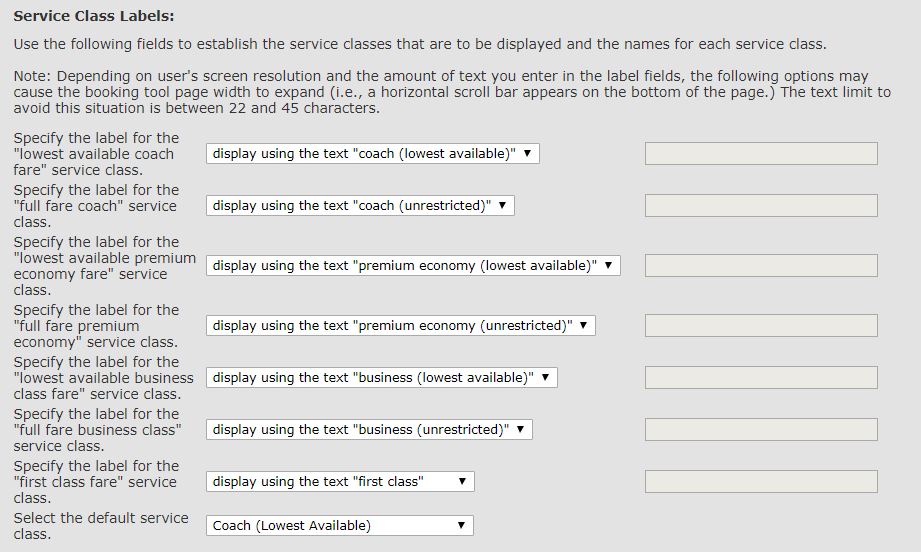 Service Class Labels:
Use the following fields to establish the service classes that are to be displayed and the names for each service class.
Note: Depending on user's screen resolution and the amount of text you enter in the label fields, the following options may
cause the booking tool page width to expand (i.e., a horizontal scroll bar appears on the bottom of the page.) The text limit to
avoid this situation is between 22 and 45 characters.
Specify the label for the
"lowest available coach
fare" service class.
display using the text "coach (lowest available)"
Specify the label for the
"full fare coach" service
class.
display using the text "coach (unrestricted)"
Specify the label for the
"lowest available premium
economy fare" service
class.
display using the text "premium economy (lowest available)"
Specify the label for the
"full fare premium
economy" service class.
display using the text "premium economy (unrestricted)"
Specify the label for the
"lowest available business
class fare" service class.
display using the text "business (lowest available)"
Specify the label for the
"full fare business class"
service class.
display using the text "business (unrestricted)"
Specify the label for the
"first class fare" service
class.
display using the text "first class"
Select the default service
class.
Coach (Lowest Available)